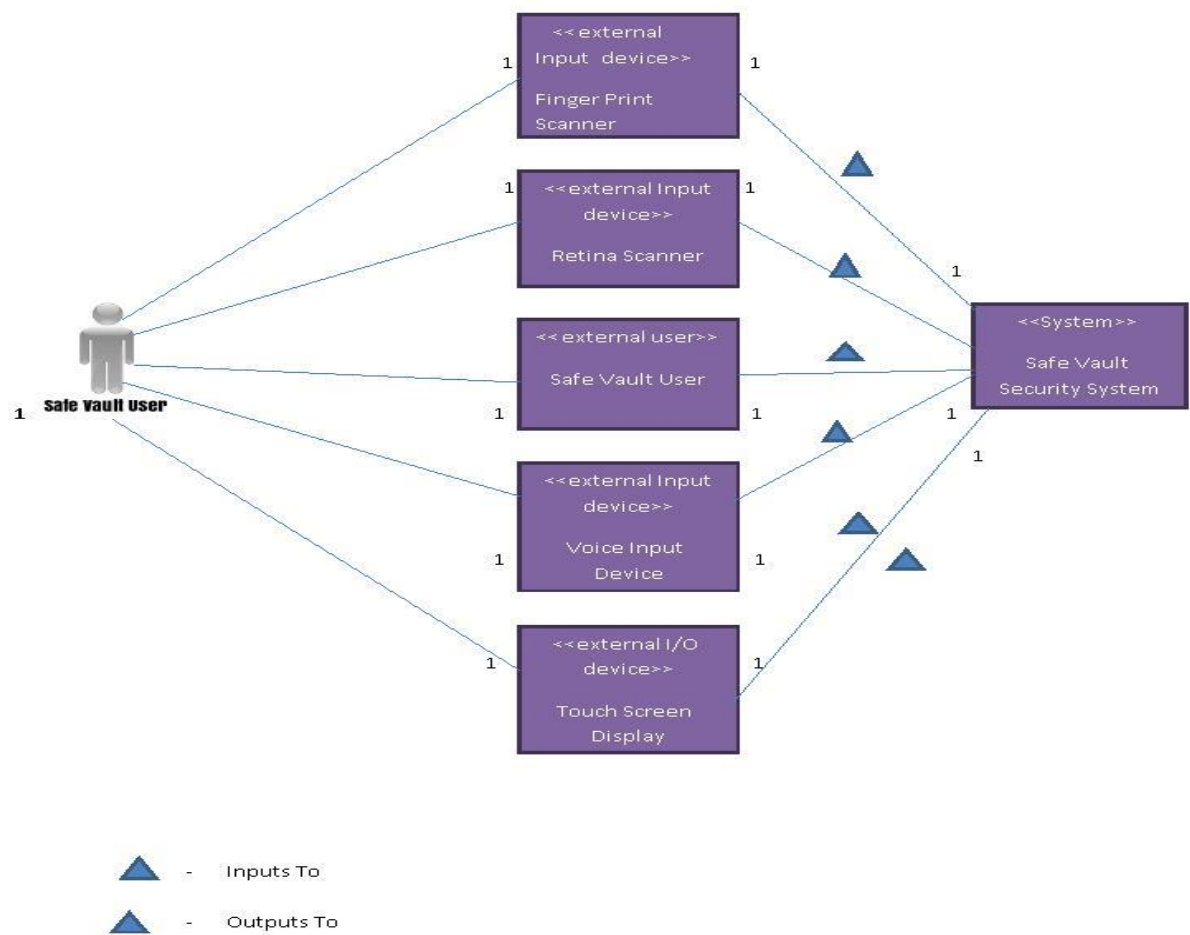 <<external
Input device>>
Finger Print
Scanner
1
1
<<external Input
device>>
Retina Scanner
1
1
1
<<System>>
Safe Vault
Security System
<<external user>>
Safe Vault User
1
1
1
1
Safe Vault User
1
<<external Input
device>>
Voice Input
Device
1
1
<<external I/O
device>>
Touch Screen
Display
1
1
- Inputs To
- Outputs To